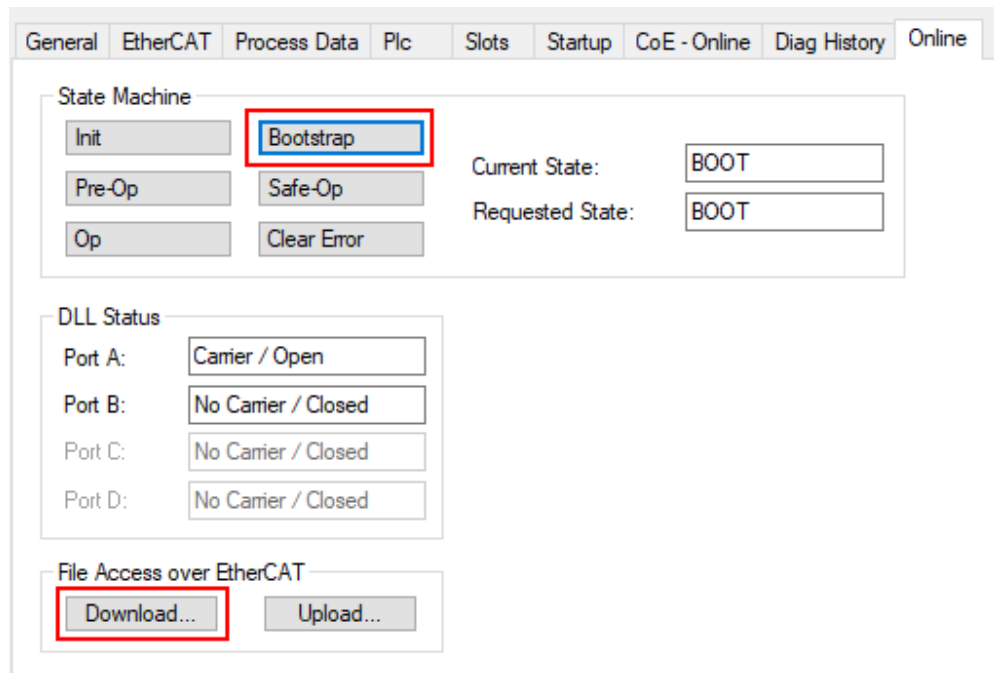 General EtherCAT Process Data Plc Slots Startup CoE - Online Diag History Online
State Machine
Init Bootstrap
Current State: BOOT
Pre-Op Safe-Op
Requested State: BOOT
Op Clear Error
DLL Status
Port A: Carrier / Open
Port B: No Carrier / Closed
Port C: No Carrier / Closed
Port D: No Carrier / Closed
File Access over EtherCAT
Download... Upload...